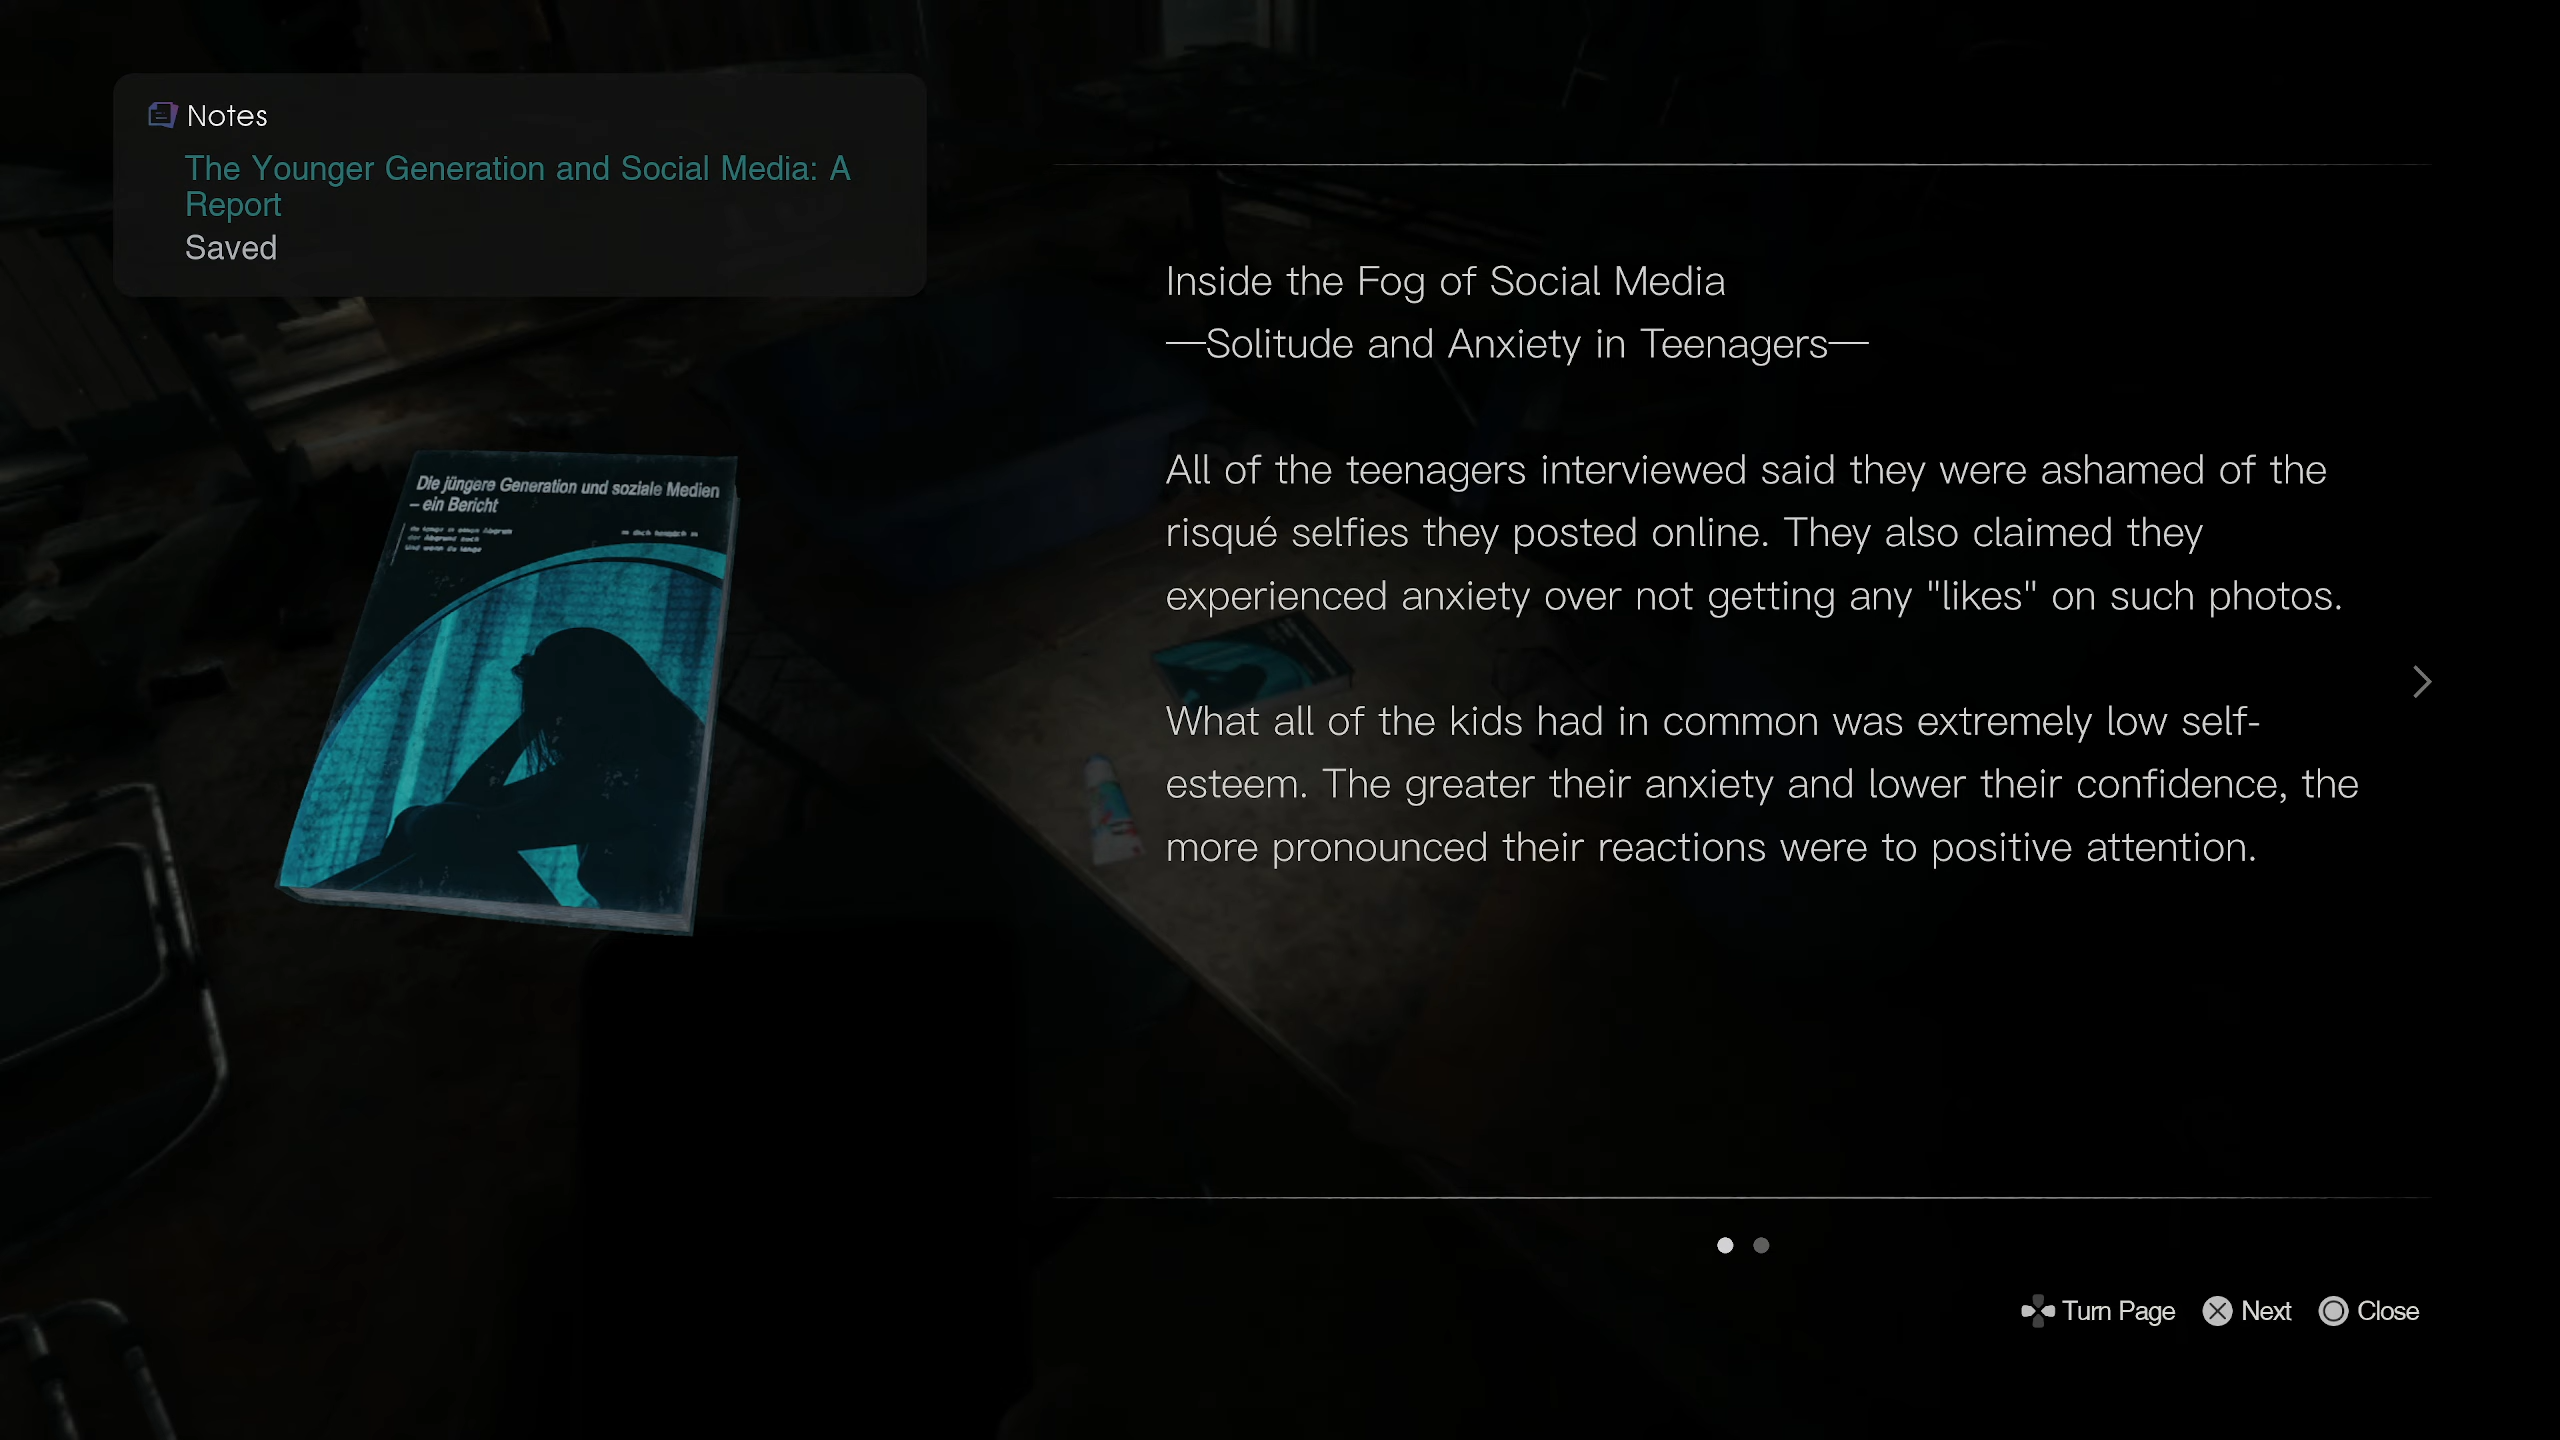 Notes
The Younger Generation and Social Media: A
Report
Saved
Die jüngere Generation und soziale Medien
– ein Bericht
Inside the Fog of Social Media
—Solitude and Anxiety in Teenagers—
All of the teenagers interviewed said they were ashamed of the
risqué selfies they posted online. They also claimed they
experienced anxiety over not getting any "likes" on such photos.
What all of the kids had in common was extremely low self-
esteem. The greater their anxiety and lower their confidence, the
more pronounced their reactions were to positive attention.
Turn Page
Next
Close